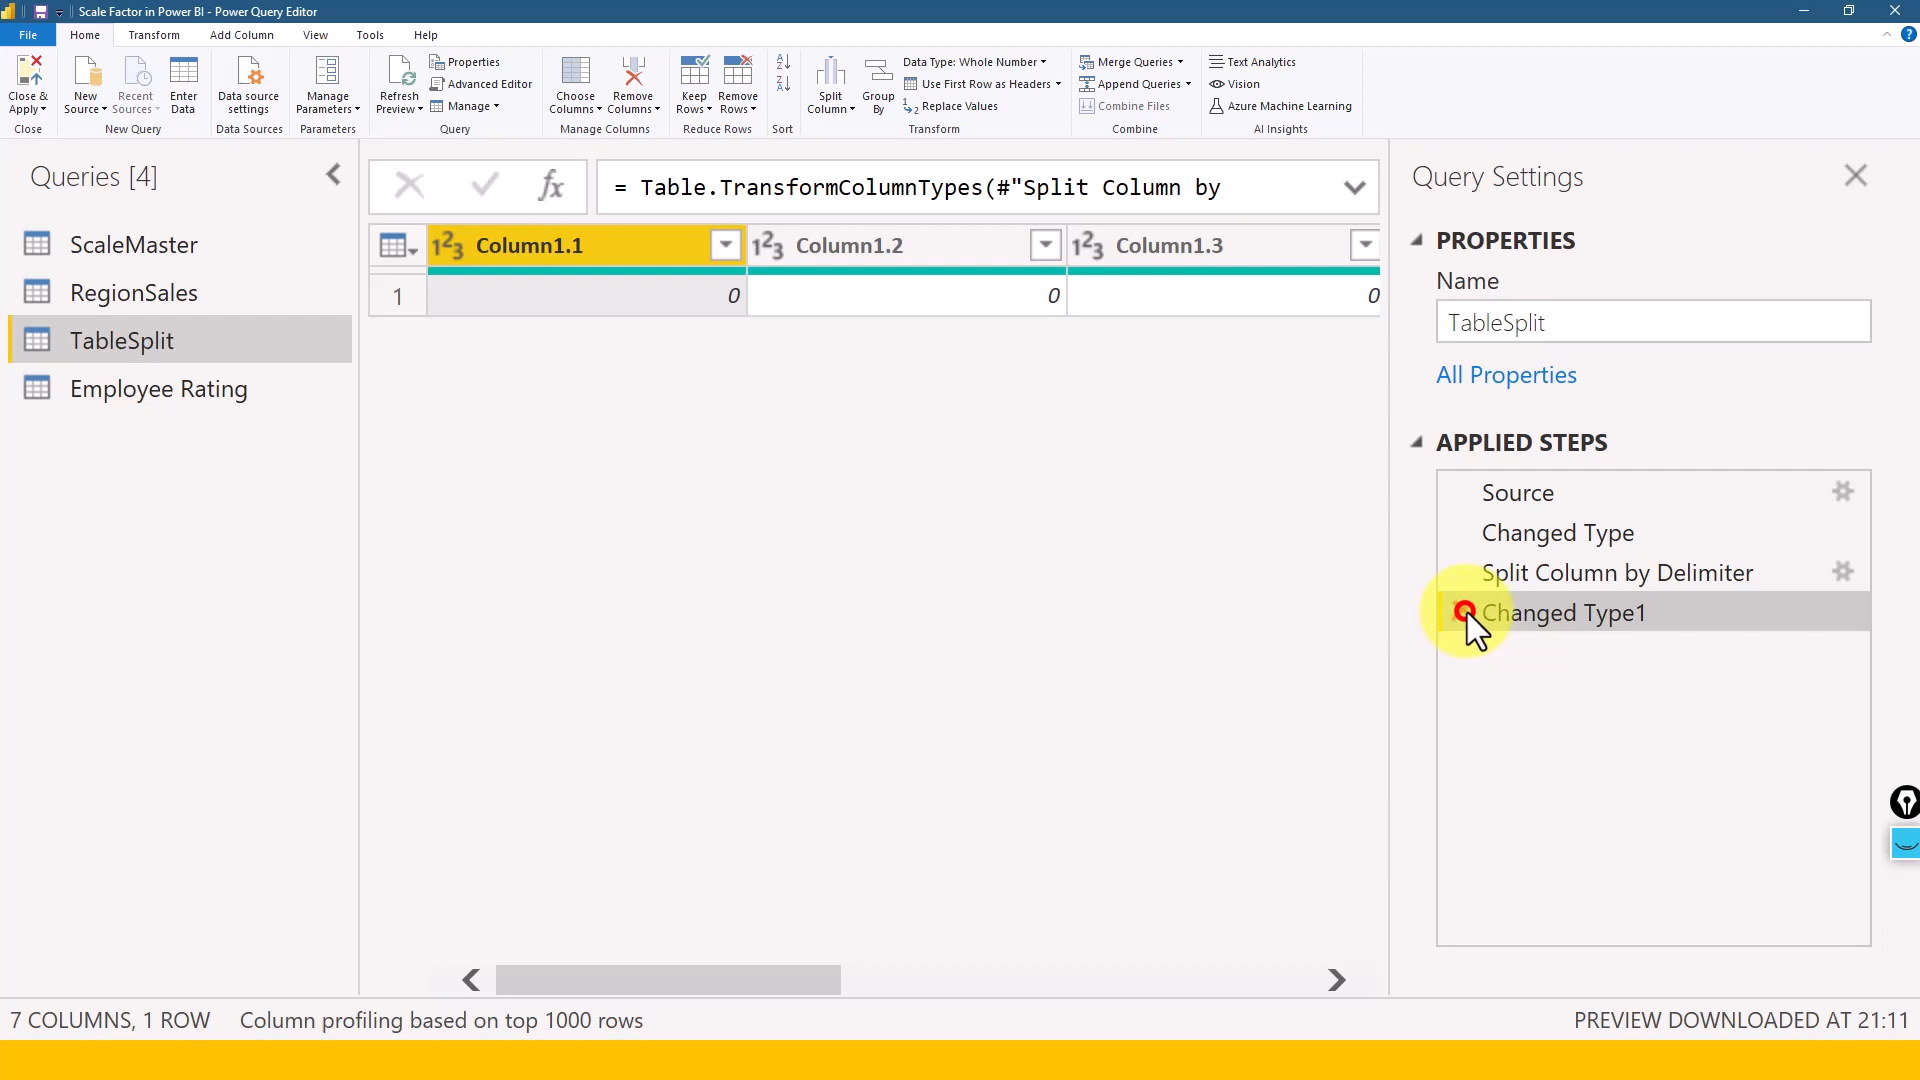 Scale Factor in Power BI - Power Query Editor
File Home Transform Add Column View Tools Help
Close & Apply
Close
New Source
Recent Sources
Enter Data
New Query
Data source settings
Data Sources
Manage Parameters
Parameters
Refresh Preview
Properties
Advanced Editor
Manage
Query
Choose Columns
Remove Columns
Manage Columns
Keep Rows
Remove Rows
Reduce Rows
Sort
Split Column
Group By
Data Type: Whole Number
Use First Row as Headers
Replace Values
Transform
Merge Queries
Append Queries
Combine Files
Combine
Text Analytics
Vision
Azure Machine Learning
AI Insights
Queries [4]
ScaleMaster
RegionSales
TableSplit
Employee Rating
fx
= Table.TransformColumnTypes(#"Split Column by
123 Column1.1 123 Column1.2 123 Column1.3
1 0 0 0
Query Settings
PROPERTIES
Name
TableSplit
All Properties
APPLIED STEPS
Source
Changed Type
Split Column by Delimiter
Changed Type1
7 COLUMNS, 1 ROW Column profiling based on top 1000 rows
PREVIEW DOWNLOADED AT 21:11